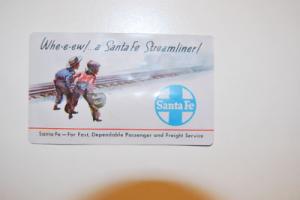 Whe-e-ew!...a Santa Fe Streamliner!
Santa Fe
Santa Fe—For Fast, Dependable Passenger and Freight Service